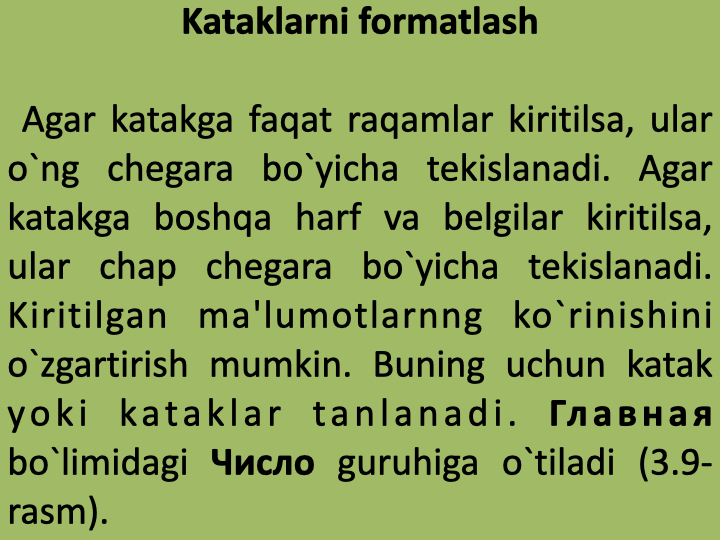 Kataklarni formatlash
Agar katakga faqat raqamlar kiritilsa, ular
o`ng chegara bo`yicha tekislanadi. Agar
katakga boshqa harf va belgilar kiritilsa,
ular chap chegara bo`yicha tekislanadi.
Kiritilgan ma'lumotlarnng ko`rinishini
o`zgartirish mumkin. Buning uchun katak
yoki kataklar tanlanadi. Главная
bo`limidagi Число guruhiga o`tiladi (3.9-
rasm).